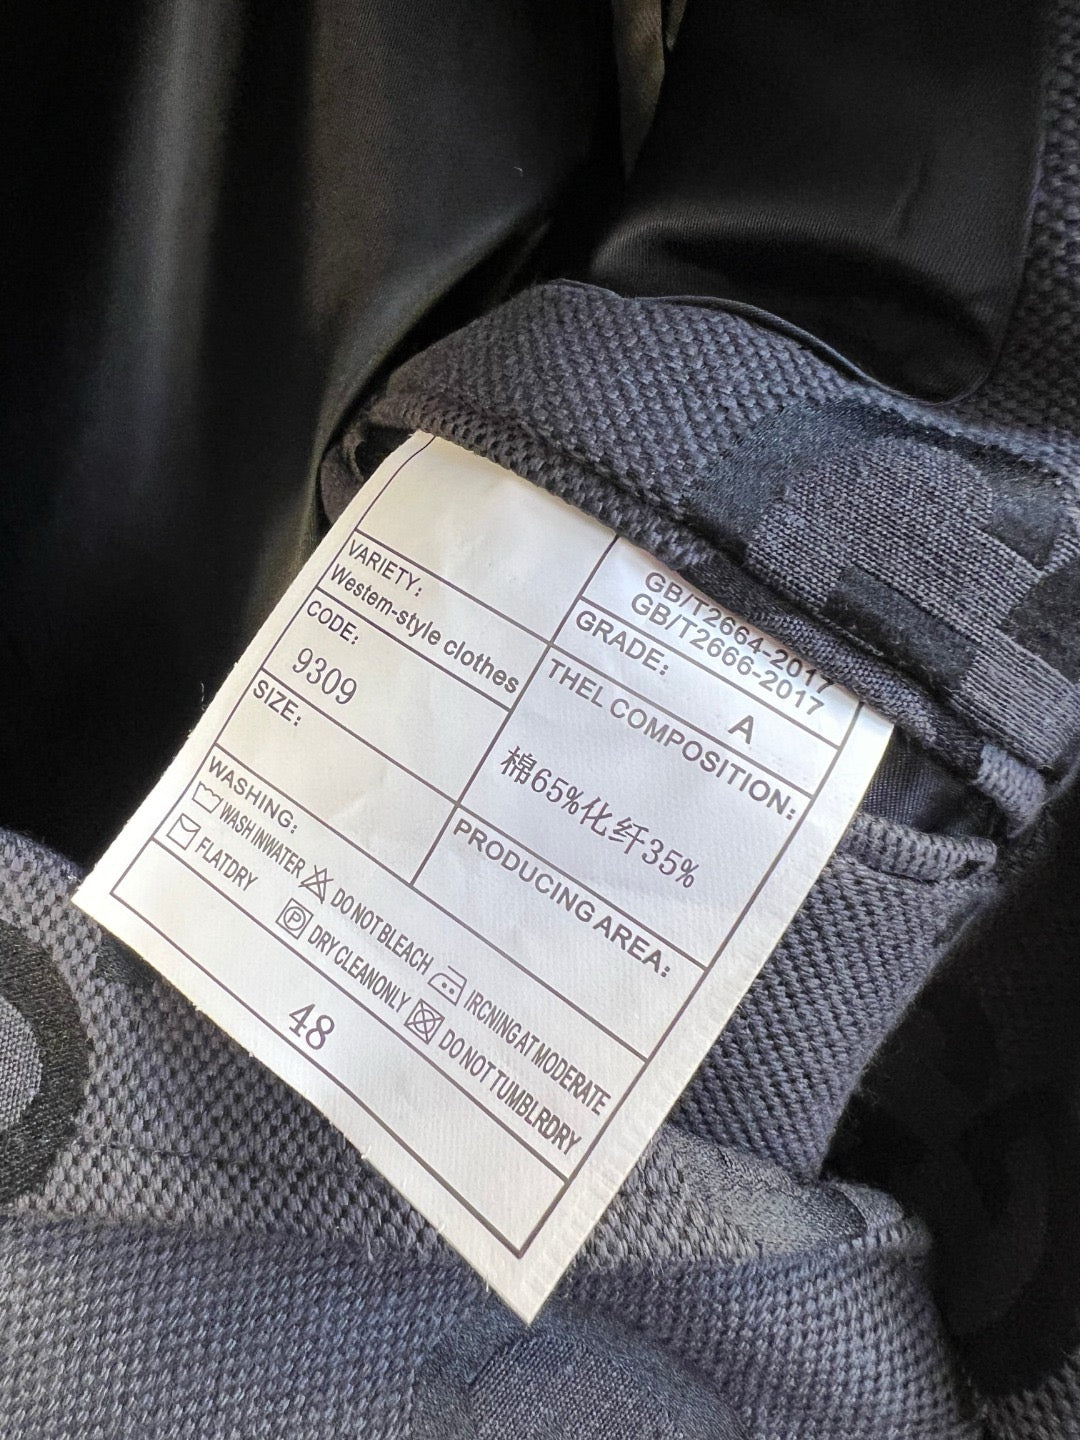 GB/T2664-2017
GB/T2666-2017
VARIETY:
Westem-style clothes
GRADE:
A
CODE:
9309
THEL COMPOSITION:
棉65%化纤35%
SIZE:
PRODUCING AREA:
WASHING:
WASH INWATER DO NOT BLEACH IRCNING AT MODERATE
FLATDRY P DRY CLEANONLY DO NOT TUMBLRDRY
48